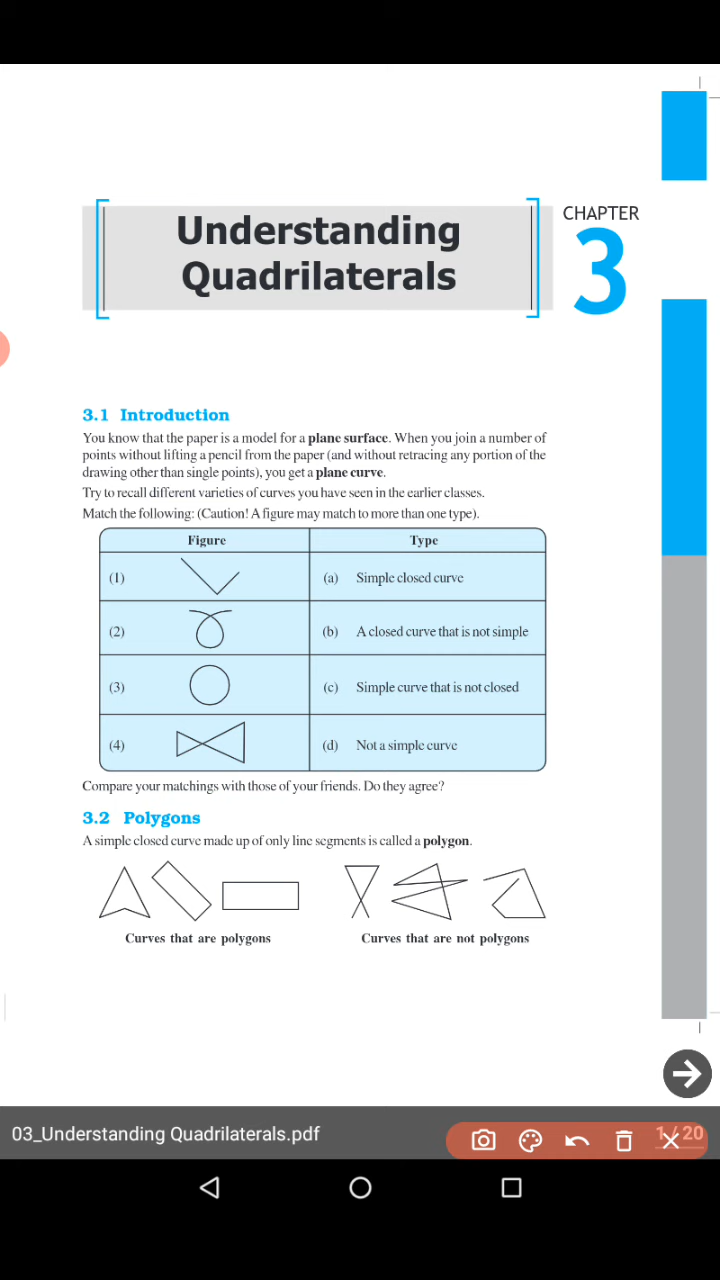 Understanding
Quadrilaterals
CHAPTER
3
3.1 Introduction
You know that the paper is a model for a plane surface. When you join a number of
points without lifting a pencil from the paper (and without retracing any portion of the
drawing other than single points), you get a plane curve.
Try to recall different varieties of curves you have seen in the earlier classes.
Match the following: (Caution! A figure may match to more than one type).
Figure Type
(1) (a) Simple closed curve
(2) (b) A closed curve that is not simple
(3) (c) Simple curve that is not closed
(4) (d) Not a simple curve
Compare your matchings with those of your friends. Do they agree?
3.2 Polygons
A simple closed curve made up of only line segments is called a polygon.
Curves that are polygons Curves that are not polygons
03_Understanding Quadrilaterals.pdf 1/20